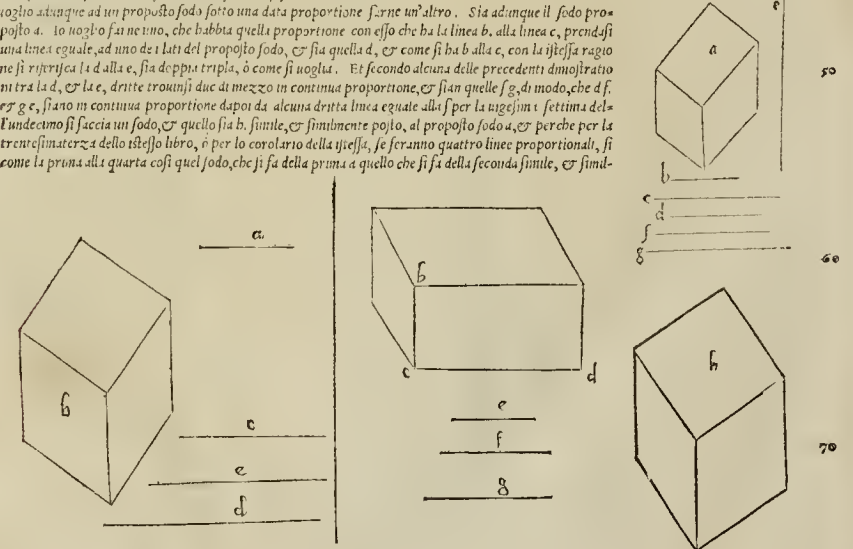 uoglio adunque ad un proposto sodo sotto una data proportione farne un'altro. Sia adunque il sodo pro=
posto a. Io uoglio farne uno, che habbia quella proportione con esso che ha la linea b. alla linea c, prendasi
una linea eguale, ad uno de i lati del proposto sodo, & sia quella d, & come si ha b alla c, con la istessa ragio
ne si riferisca la d alla e, sia doppia tripla, ò come si uoglia. Et secondo alcuna delle precedenti dimostratio
ni tra la d, & la e, dritte trouinsi due di mezzo in continua proportione, & sian quelle f g, di modo, che d f.
& g e, siano in continua proportione dapoi da alcuna dritta linea eguale alla f per la uigesima settima del=
l'undecimo si faccia un sodo, & quello sia h. simile, & similmente posto, al proposto sodo a, & perche per la
trentesimaterza dello istesso libro, ò per lo corolario della istessa, se seranno quattro linee proportionali, si
come la prima alla quarta cosi quel sodo, che si fa della prima a quello che si fa della seconda simile, & simil-
e
a
50
b
c
d
f
g
60
a
b
c
e
d
b
c
d
e
f
g
h
70